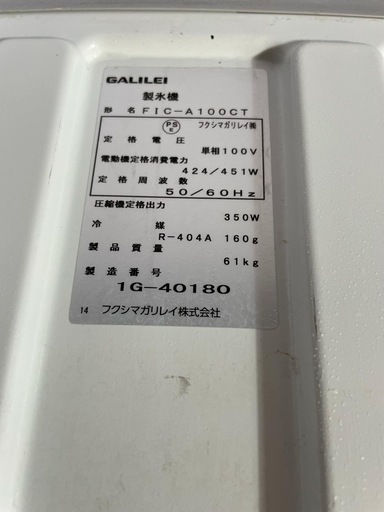 GALILEI
製氷機
形名 FIC-A100CT
PS E フクシマガリレイ㈱
定格電圧 単相100V
電動機定格消費電力
424/451W
定格周波数
50/60Hz
圧縮機定格出力 350W
冷媒 R-404A 160g
製品質量 61kg
製造番号
1G-40180
14 フクシマガリレイ株式会社